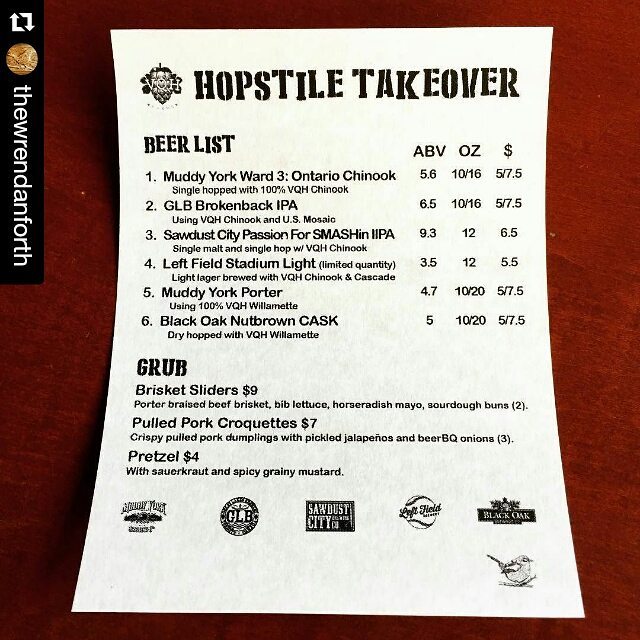 thewrendanforth
VQH
HOPSTILE TAKEOVER
BEER LIST
ABV OZ $
1. Muddy York Ward 3: Ontario Chinook 5.6 10/16 5/7.5
Single hopped with 100% VQH Chinook
2. GLB Brokenback IPA 6.5 10/16 5/7.5
Using VQH Chinook and U.S. Mosaic
3. Sawdust City Passion For SMASHin IIPA 9.3 12 6.5
Single malt and single hop w/ VQH Chinook
4. Left Field Stadium Light (limited quantity) 3.5 12 5.5
Light lager brewed with VQH Chinook & Cascade
5. Muddy York Porter 4.7 10/20 5/7.5
Using 100% VQH Willamette
6. Black Oak Nutbrown CASK 5 10/20 5/7.5
Dry hopped with VQH Willamette
GRUB
Brisket Sliders $9
Porter braised beef brisket, bib lettuce, horseradish mayo, sourdough buns (2).
Pulled Pork Croquettes $7
Crispy pulled pork dumplings with pickled jalapeños and beerBQ onions (3).
Pretzel $4
With sauerkraut and spicy grainy mustard.
MUDDY YORK
GLB
SAWDUST
CITY
Left Field
BLACK OAK